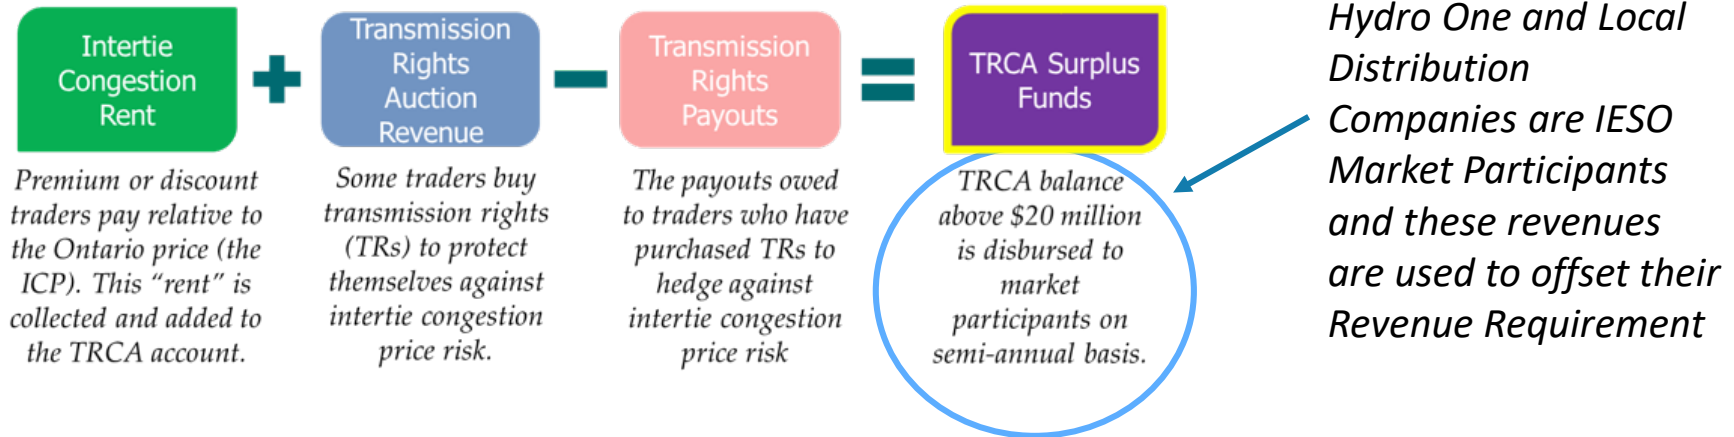 Intertie
Congestion
Rent
+
Transmission
Rights
Auction
Revenue
−
Transmission
Rights
Payouts
=
TRCA Surplus
Funds
Premium or discount
traders pay relative to
the Ontario price (the
ICP). This “rent” is
collected and added to
the TRCA account.
Some traders buy
transmission rights
(TRs) to protect
themselves against
intertie congestion
price risk.
The payouts owed
to traders who have
purchased TRs to
hedge against
intertie congestion
price risk
TRCA balance
above $20 million
is disbursed to
market
participants on
semi-annual basis.
Hydro One and Local
Distribution
Companies are IESO
Market Participants
and these revenues
are used to offset their
Revenue Requirement